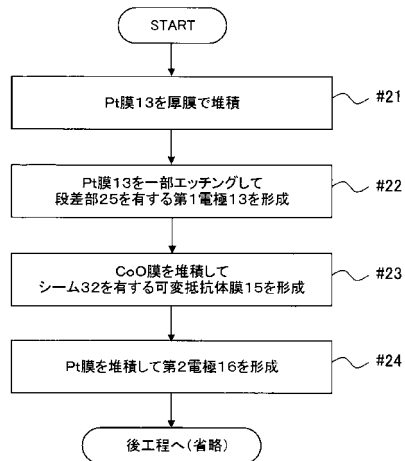 START
Pt膜13を厚膜で堆積
#21
Pt膜13を一部エッチングして
段差部25を有する第1電極13を形成
#22
CoO膜を堆積して
シーム32を有する可変抵抗体膜15を形成
#23
Pt膜を堆積して第2電極16を形成
#24
後工程へ(省略)